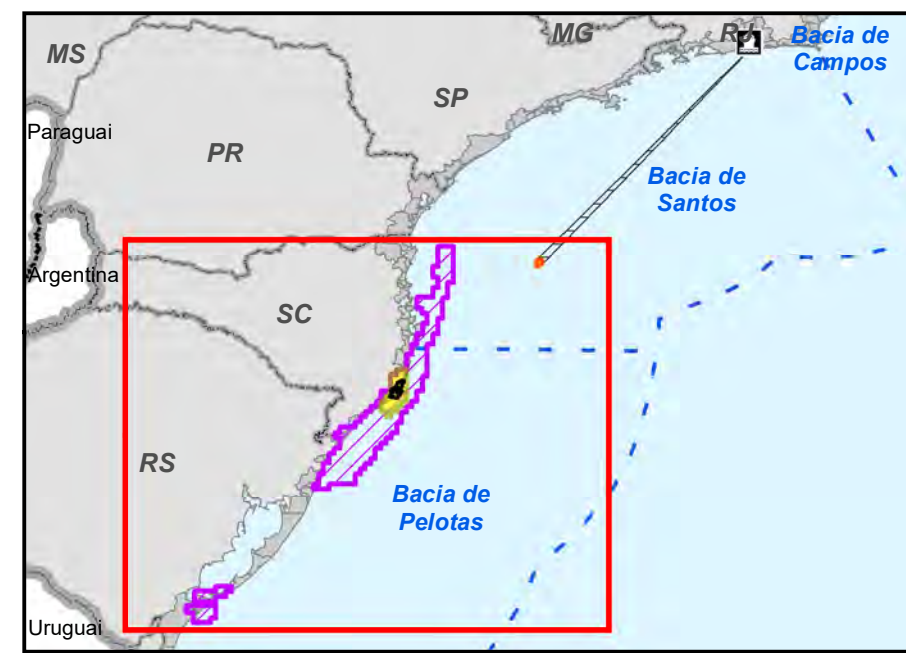 MG
RJ
Bacia de
Campos
MS
SP
Paraguai
PR
Bacia de
Santos
Argentina
SC
RS
Bacia de
Pelotas
Uruguai